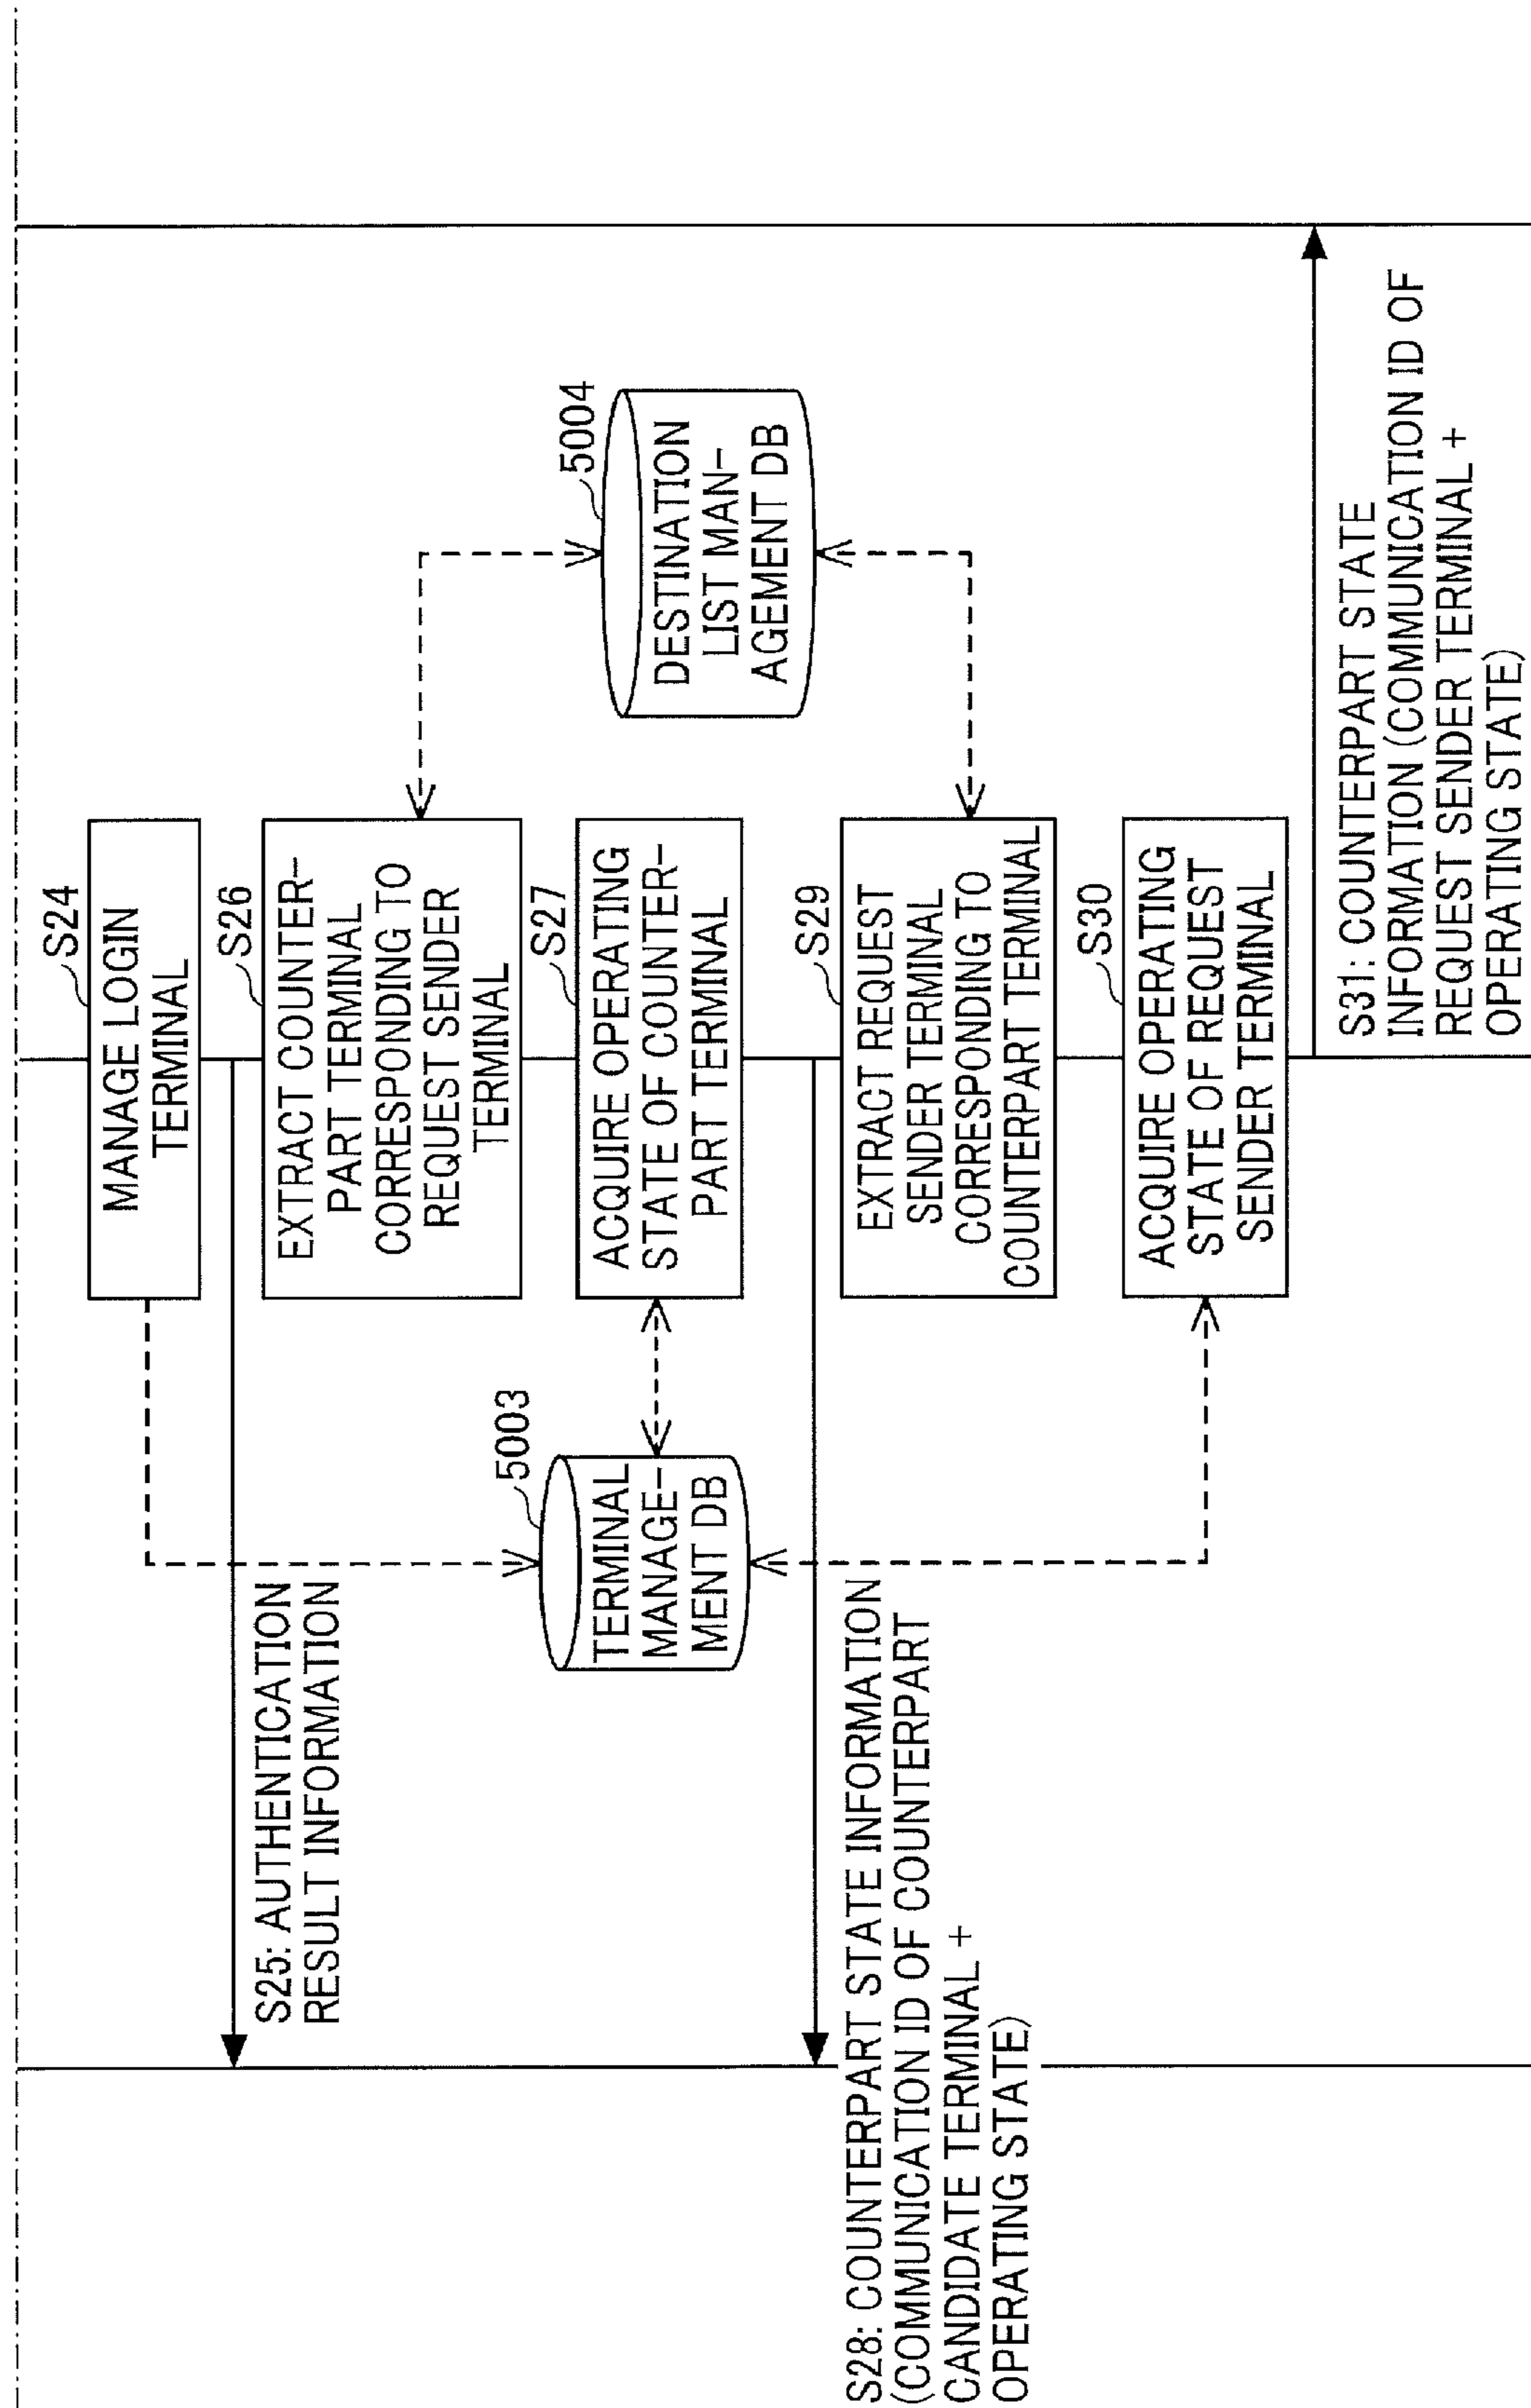 S24
MANAGE LOGIN
TERMINAL
S25: AUTHENTICATION
RESULT INFORMATION
S26
EXTRACT COUNTER-
PART TERMINAL
CORRESPONDING TO
REQUEST SENDER
TERMINAL
5003
TERMINAL
MANAGE-
MENT DB
S27
ACQUIRE OPERATING
STATE OF COUNTER-
PART TERMINAL
5004
DESTINATION
LIST MAN-
AGEMENT DB
S28: COUNTERPART STATE INFORMATION
(COMMUNICATION ID OF COUNTERPART
CANDIDATE TERMINAL +
OPERATING STATE)
S29
EXTRACT REQUEST
SENDER TERMINAL
CORRESPONDING TO
COUNTERPART TERMINAL
S30
ACQUIRE OPERATING
STATE OF REQUEST
SENDER TERMINAL
S31: COUNTERPART STATE
INFORMATION (COMMUNICATION ID OF
REQUEST SENDER TERMINAL +
OPERATING STATE)